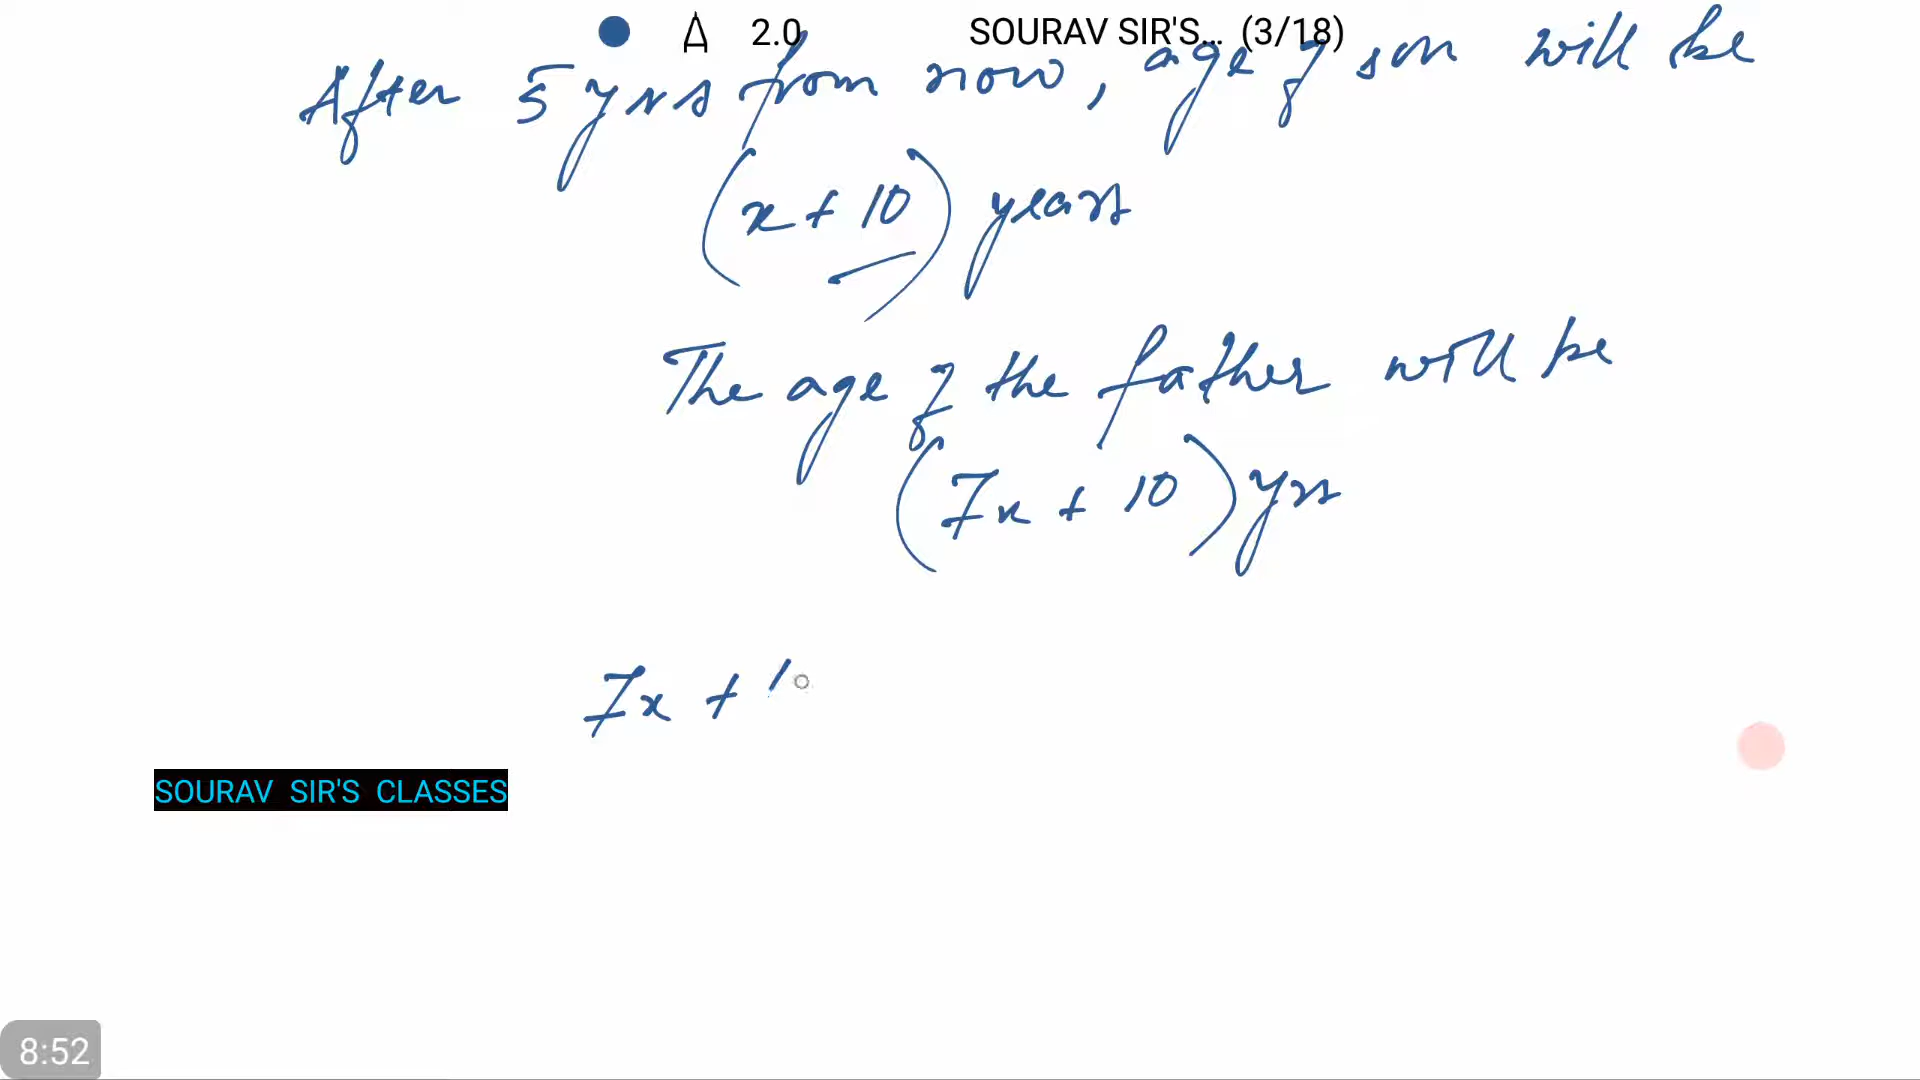 A 2.0 SOURAV SIR'S... (3/18)
After 5 yrs from now, age of son will be
(x + 10) years
The age of the father will be
(7x + 10) yrs
7x + 1
SOURAV SIR'S CLASSES
8:52